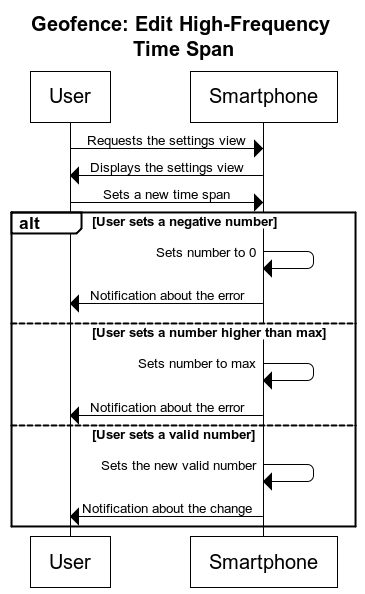 Geofence: Edit High-Frequency
Time Span
User
Smartphone
Requests the settings view
Displays the settings view
Sets a new time span
alt
[User sets a negative number]
Sets number to 0
Notification about the error
[User sets a number higher than max]
Sets number to max
Notification about the error
[User sets a valid number]
Sets the new valid number
Notification about the change
User
Smartphone